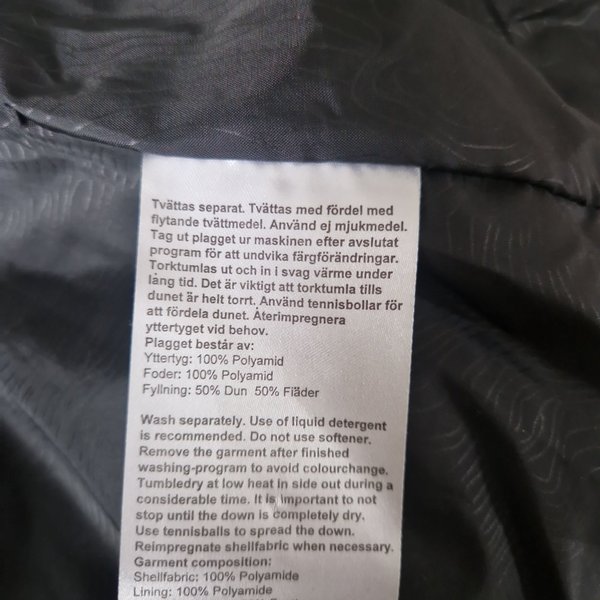 Tvättas separat. Tvättas med fördel med
flytande tvättmedel. Använd ej mjukmedel.
Tag ut plagget ur maskinen efter avslutat
program för att undvika färgförändringar.
Torktumlas ut och in i svag värme under
lång tid. Det är viktigt att torktumla tills
dunet är helt torrt. Använd tennisbollar för
att fördela dunet. Återimpregnera
yttertyget vid behov.
Plagget består av:
Yttertyg: 100% Polyamid
Foder: 100% Polyamid
Fyllning: 50% Dun 50% Fläder
Wash separately. Use of liquid detergent
is recommended. Do not use softener.
Remove the garment after finished
washing-program to avoid colourchange.
Tumbledry at low heat in side out during a
considerable time. It is important to not
stop until the down is completely dry.
Use tennisballs to spread the down.
Reimpregnate shellfabric when necessary.
Garment composition:
Shellfabric: 100% Polyamide
Lining: 100% Polyamide